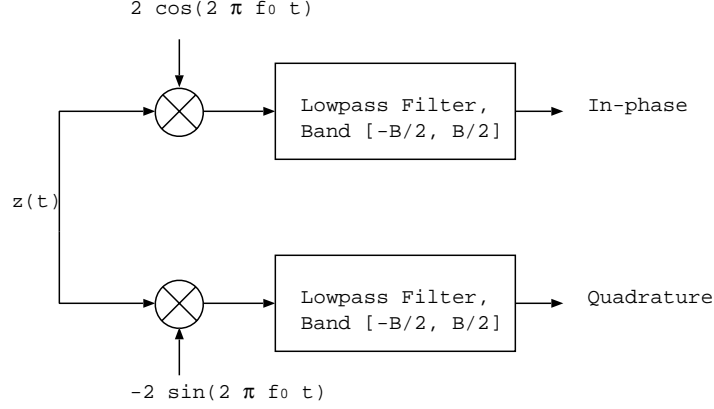 2 cos(2 π f₀ t)
Lowpass Filter,
Band [-B/2, B/2]
In-phase
z(t)
Lowpass Filter,
Band [-B/2, B/2]
Quadrature
-2 sin(2 π f₀ t)